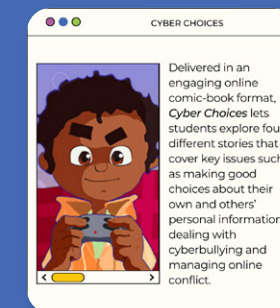 CYBER CHOICES
Delivered in an
engaging online
comic-book format,
Cyber Choices lets
students explore fou
different stories that
cover key issues such
as making good
choices about their
own and others'
personal information
dealing with
cyberbullying and
managing online
conflict.